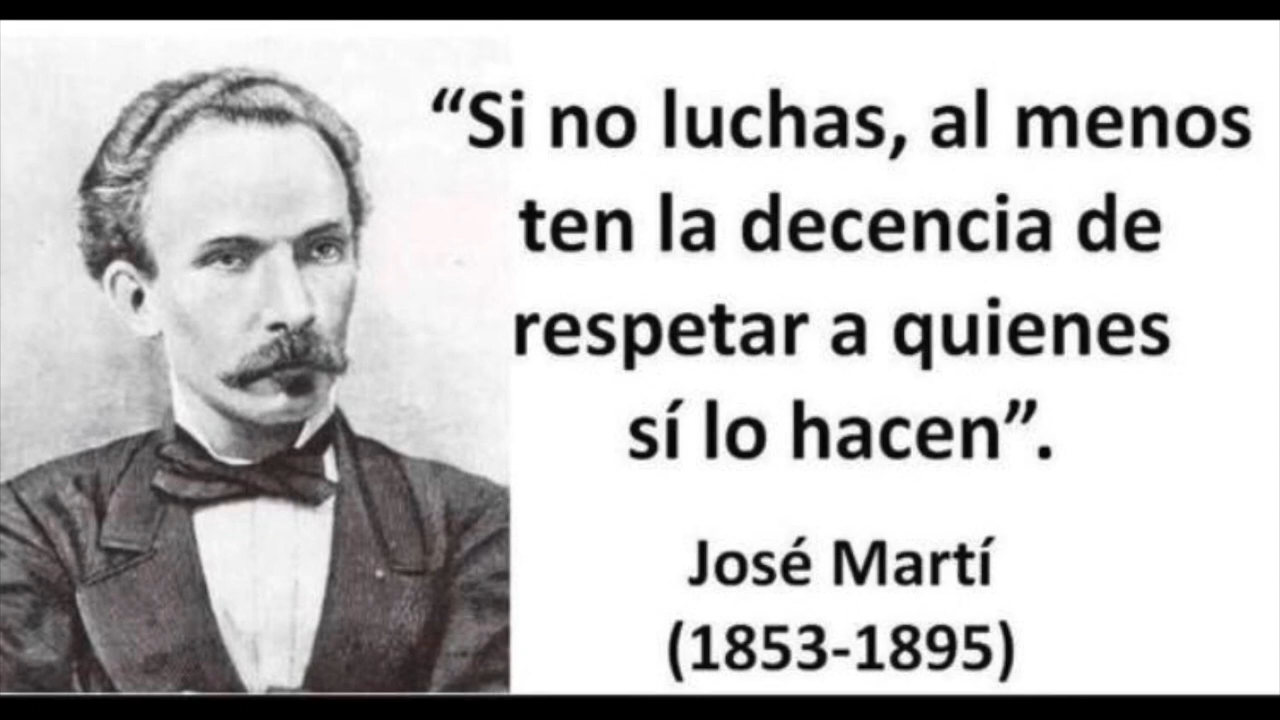 “Si no luchas, al menos
ten la decencia de
respetar a quienes
sí lo hacen”.
José Martí
(1853-1895)